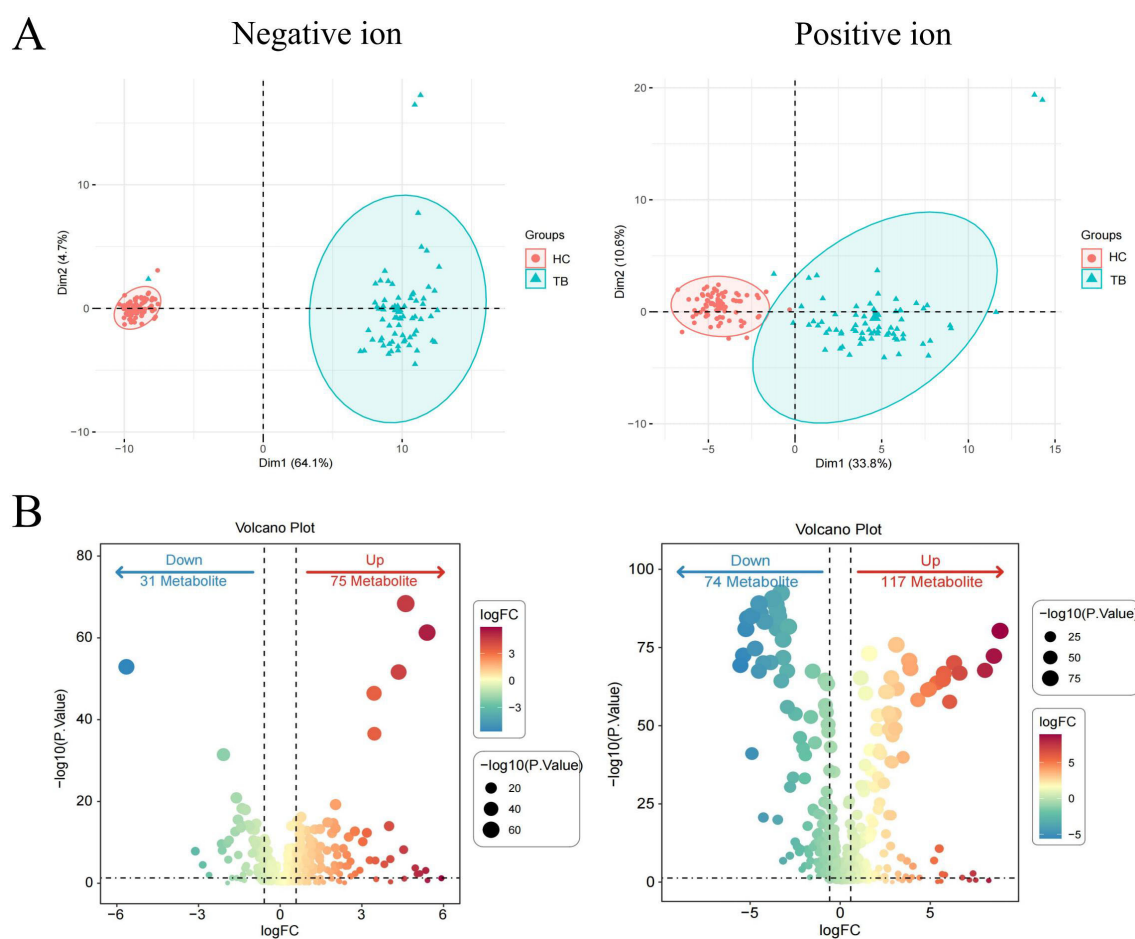 A
Negative ion
Positive ion
10
0
−10
Dim2 (4.7%)
−10
0
10
Dim1 (64.1%)
Groups
HC
TB
20
10
0
−10
Dim2 (10.6%)
−5
0
5
10
15
Dim1 (33.8%)
Groups
HC
TB
B
Volcano Plot
Down
31 Metabolite
Up
75 Metabolite
80
60
40
20
0
−log10(P.Value)
−6
−3
0
3
6
logFC
logFC
3
0
−3
−log10(P.Value)
20
40
60
Volcano Plot
Down
74 Metabolite
Up
117 Metabolite
100
75
50
25
0
−log10(P.Value)
−5
0
5
logFC
−log10(P.Value)
25
50
75
logFC
5
0
−5